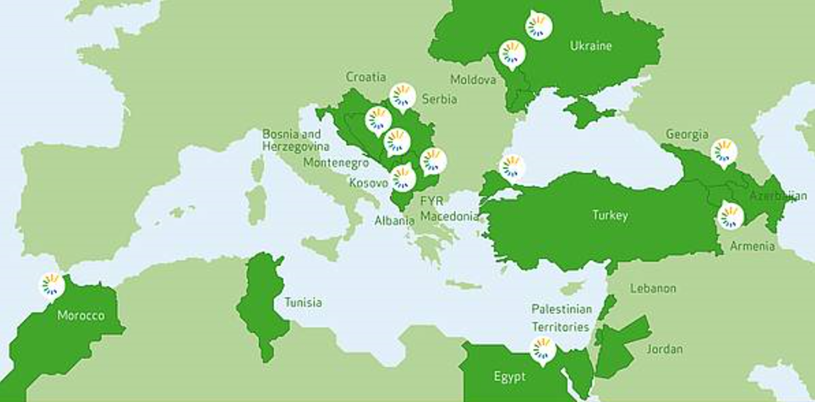 Ukraine
Moldova
Croatia
Serbia
Bosnia and
Herzegovina
Georgia
Montenegro
Kosovo
Azerbaijan
FYR
Macedonia
Albania
Turkey
Armenia
Lebanon
Tunisia
Palestinian
Territories
Morocco
Jordan
Egypt